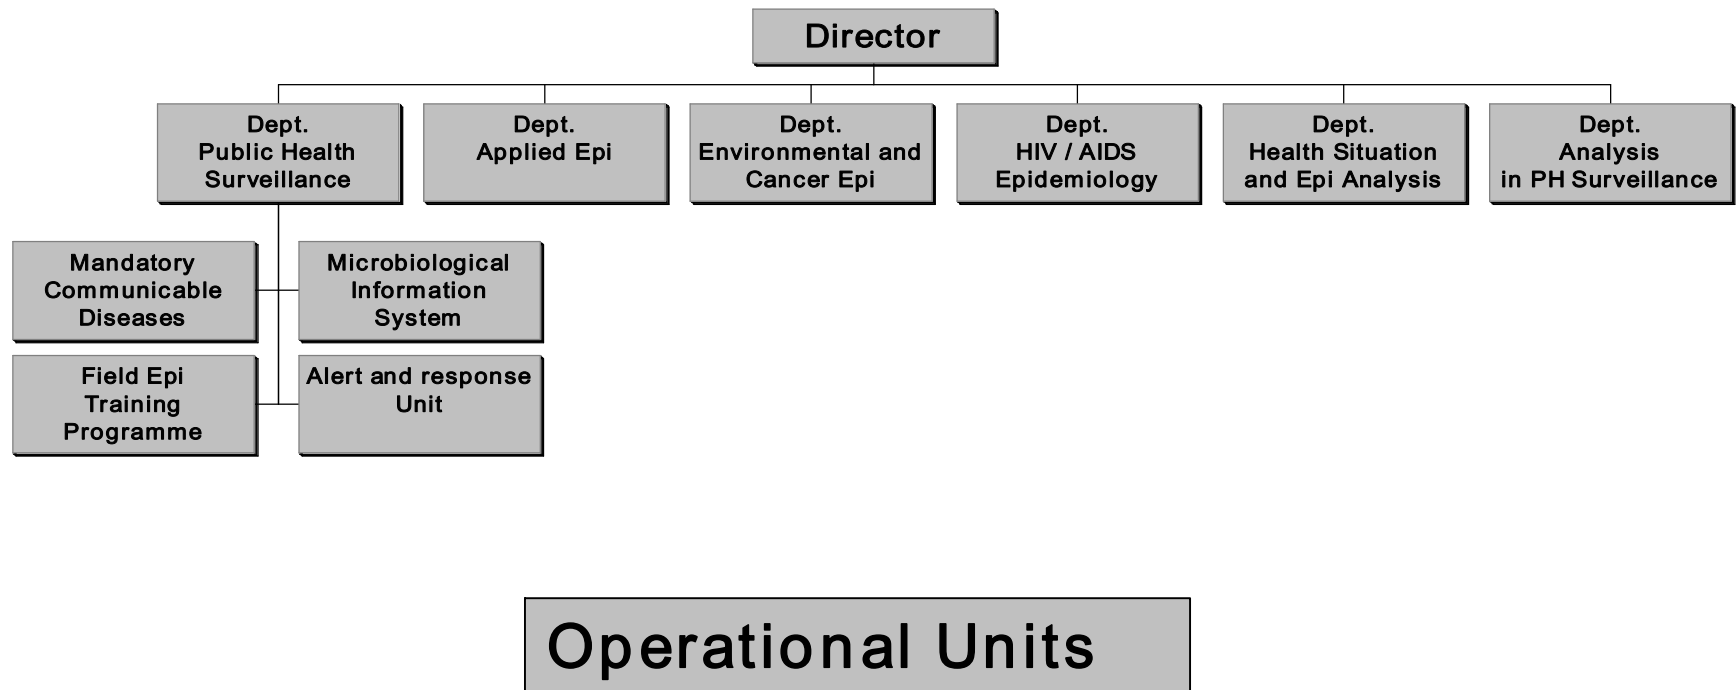 Director
Dept.
Public Health
Surveillance
Dept.
Applied Epi
Dept.
Environmental and
Cancer Epi
Dept.
HIV / AIDS
Epidemiology
Dept.
Health Situation
and Epi Analysis
Dept.
Analysis
in PH Surveillance
Mandatory
Communicable
Diseases
Microbiological
Information
System
Field Epi
Training
Programme
Alert and response
Unit
Operational Units